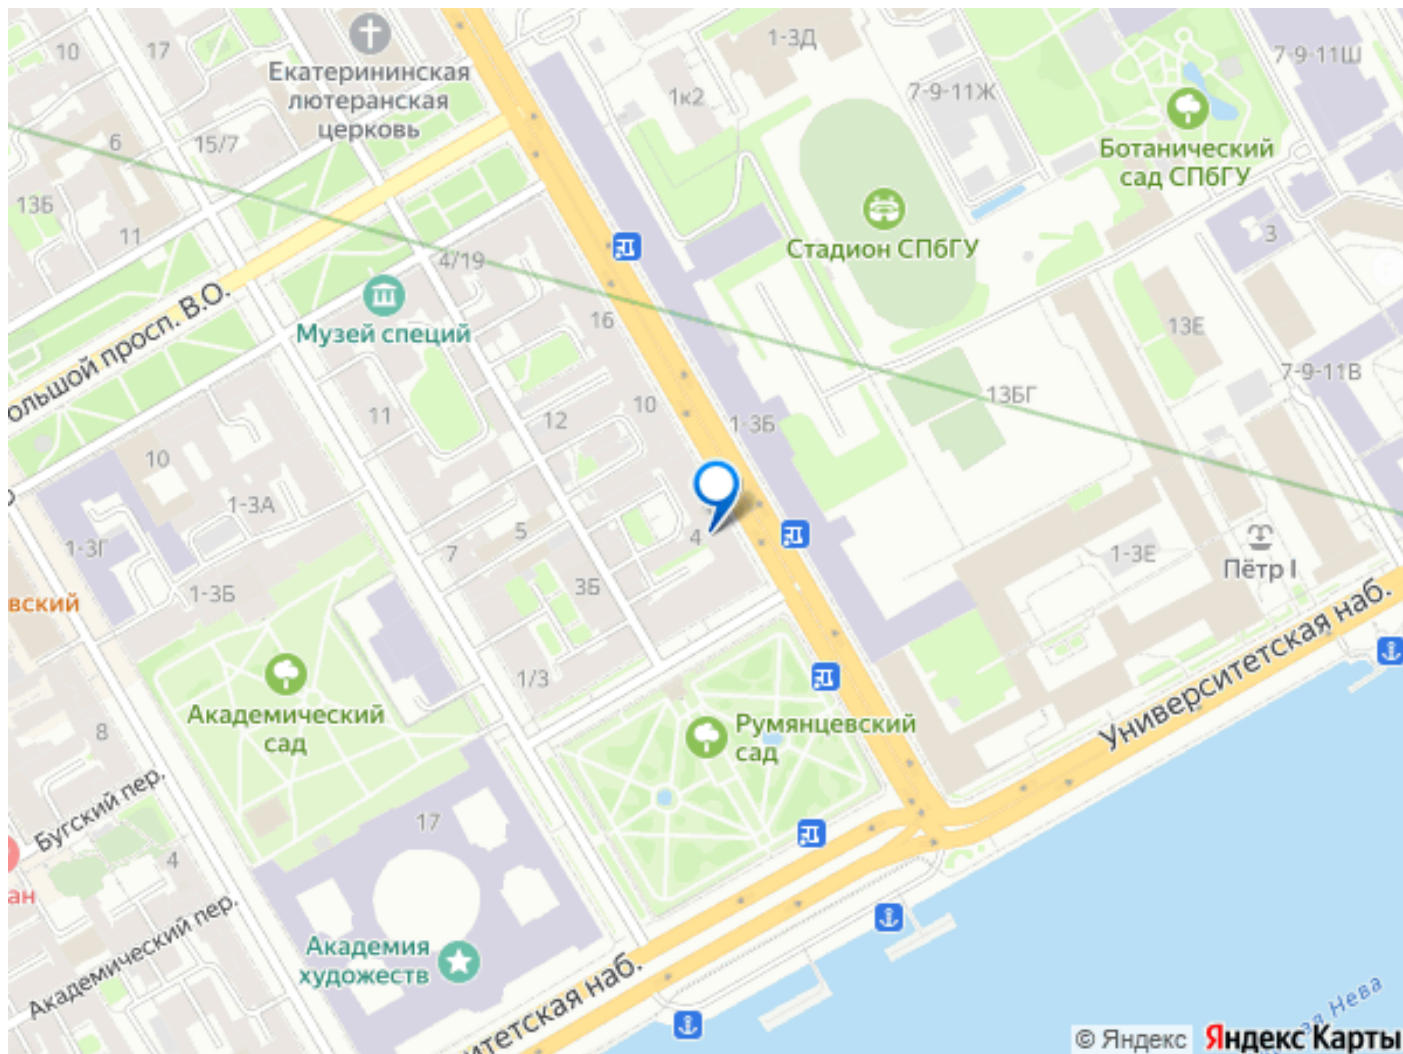 10
17
1-3Д
7-9-11Ш
Екатерининская
лютеранская
церковь
1к2
7-9-11Ж
6
15/7
Ботанический
сад СПбГУ
13Б
11
Стадион СПбГУ
3
4/19
Музей специй
16
13Е
ольшой просп. В.О.
7-9-11В
11
12
10
13БГ
1-3Б
10
1-3А
1-3Г
7
5
4
1-3Е
Пётр I
вский
1-3Б
3Б
Университетская наб.
1/3
Академический
сад
Румянцевский
сад
8
Бугский пер.
17
4
ан
Академический пер.
Академия
художеств
итетская наб.
ая Нева
© Яндекс
Яндекс Карты